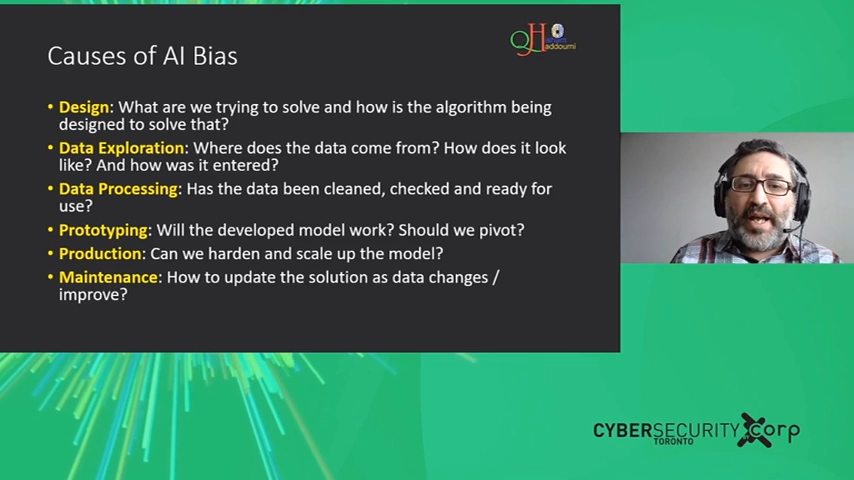 Causes of AI Bias
QHisham
Haddoumi
• Design: What are we trying to solve and how is the algorithm being
designed to solve that?
• Data Exploration: Where does the data come from? How does it look
like? And how was it entered?
• Data Processing: Has the data been cleaned, checked and ready for
use?
• Prototyping: Will the developed model work? Should we pivot?
• Production: Can we harden and scale up the model?
• Maintenance: How to update the solution as data changes /
improve?
CYBERSECURITY Xcorp
TORONTO